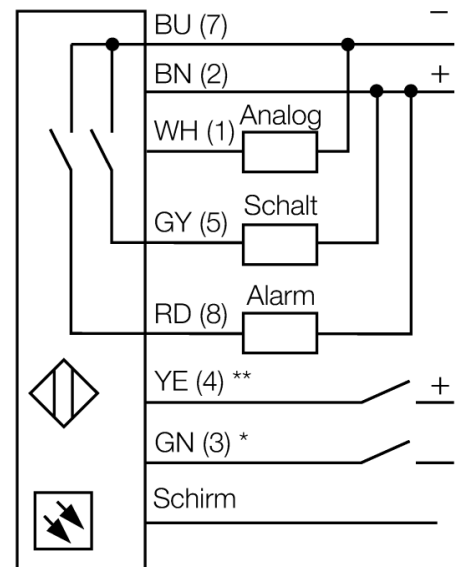 BU (7) −
BN (2) +
WH (1) Analog
GY (5) Schalt
RD (8) Alarm
YE (4) ** +
GN (3) *
Schirm